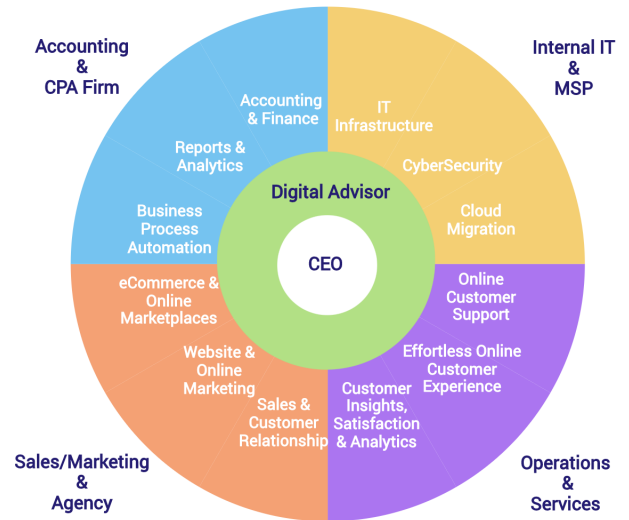 Accounting
&
CPA Firm
Internal IT
&
MSP
Accounting
& Finance
IT
Infrastructure
Reports &
Analytics
CyberSecurity
Digital Advisor
Business
Process
Automation
Cloud
Migration
CEO
eCommerce &
Online
Marketplaces
Online
Customer
Support
Website &
Online
Marketing
Effortless Online
Customer
Experience
Sales &
Customer
Relationship
Customer
Insights,
Satisfaction
& Analytics
Sales/Marketing
&
Agency
Operations
&
Services